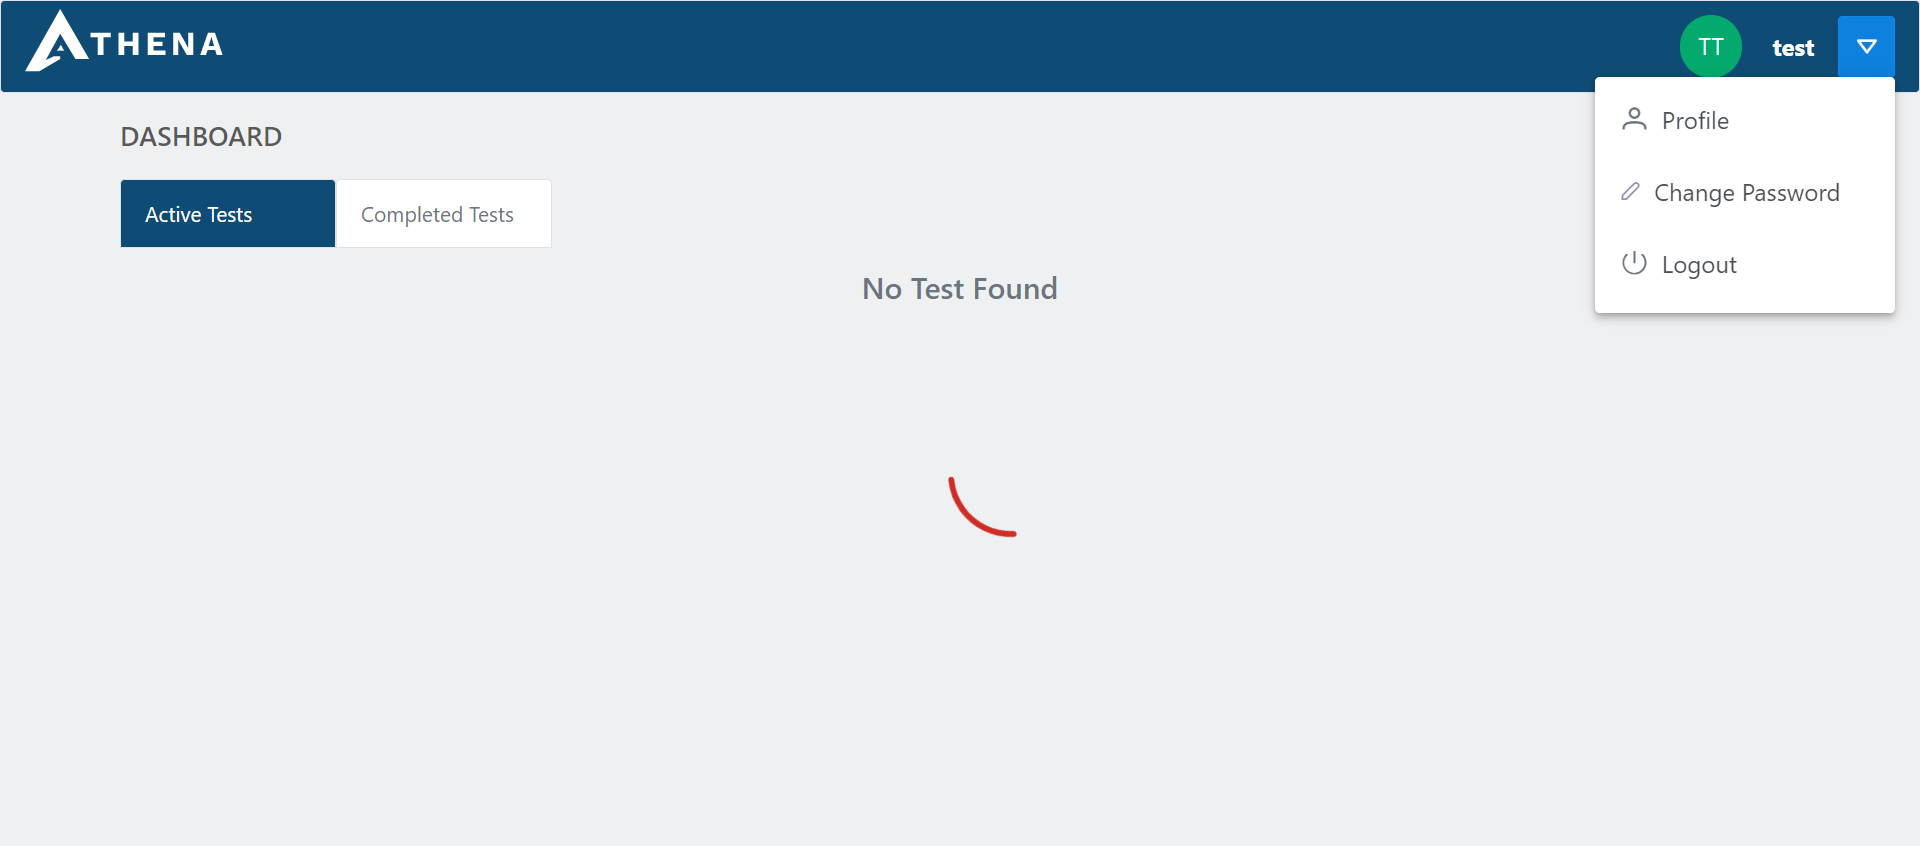 ATHENA
TT
test
Profile
Change Password
Logout
DASHBOARD
Active Tests
Completed Tests
No Test Found